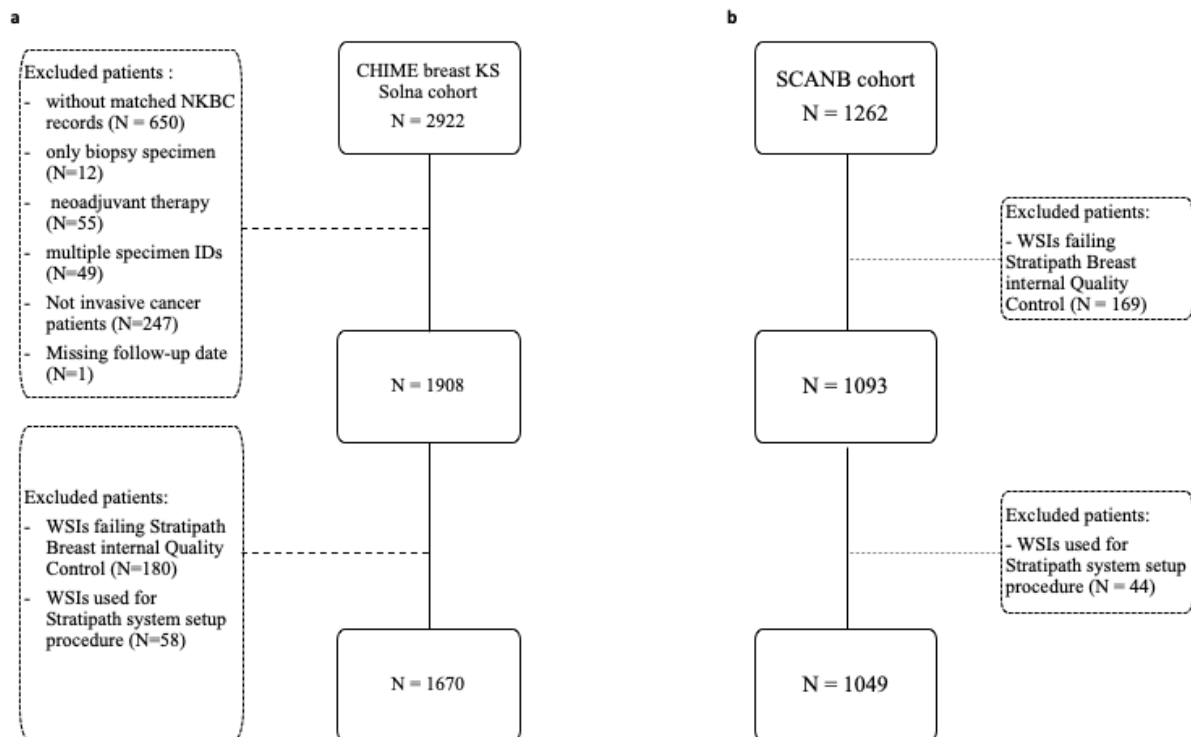 a
Excluded patients :
- without matched NKBC
records (N = 650)
- only biopsy specimen
(N=12)
- neoadjuvant therapy
(N=55)
- multiple specimen IDs
(N=49)
- Not invasive cancer
patients (N=247)
- Missing follow-up date
(N=1)
CHIME breast KS
Solna cohort
N = 2922
N = 1908
Excluded patients:
- WSIs failing Stratipath
Breast internal Quality
Control (N=180)
- WSIs used for
Stratipath system setup
procedure (N=58)
N = 1670
b
SCANB cohort
N = 1262
Excluded patients:
- WSIs failing
Stratipath Breast
internal Quality
Control (N = 169)
N = 1093
Excluded patients:
- WSIs used for
Stratipath system setup
procedure (N = 44)
N = 1049